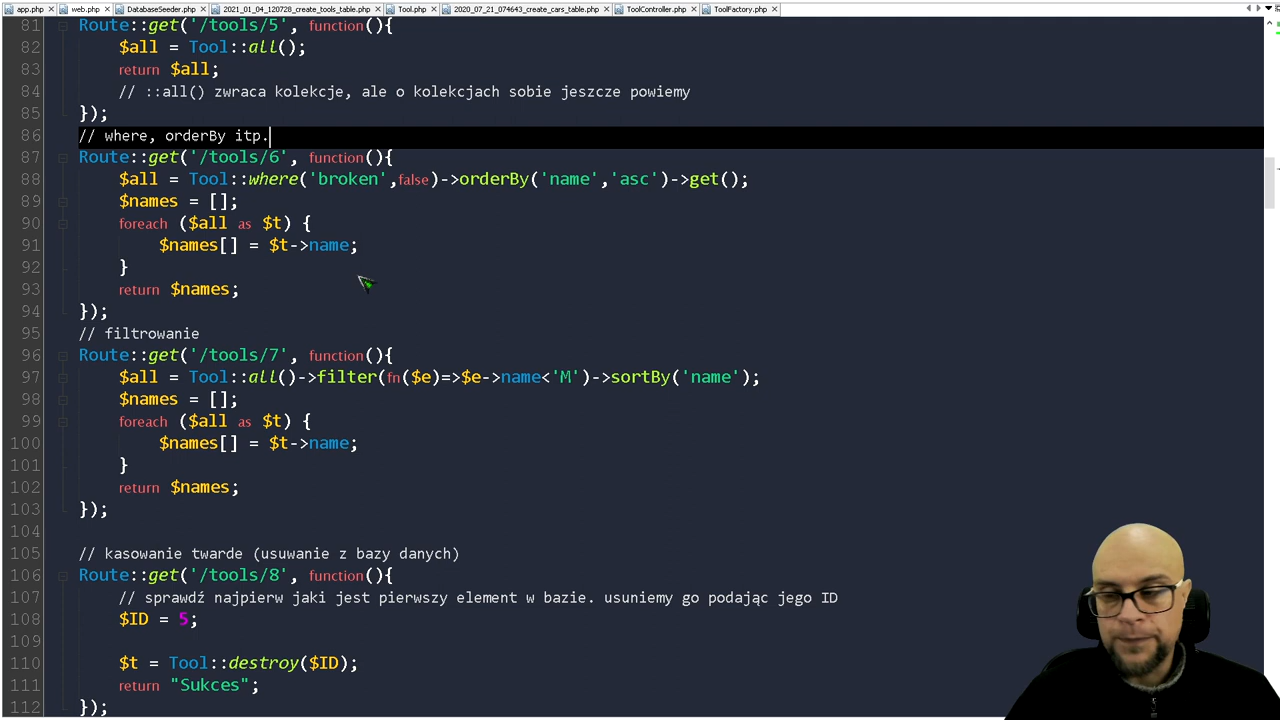 app.php
web.php
DatabaseSeeder.php
2021_01_04_120728_create_tools_table.php
Tool.php
2020_07_21_074643_create_cars_table.php
ToolController.php
ToolFactory.php
81 Route::get('/tools/5', function(){
82 $all = Tool::all();
83 return $all;
84 // ::all() zwraca kolekcje, ale o kolekcjach sobie jeszcze powiemy
85 });
86 // where, orderBy itp.
87 Route::get('/tools/6', function(){
88 $all = Tool::where('broken',false)->orderBy('name','asc')->get();
89 $names = [];
90 foreach ($all as $t) {
91 $names[] = $t->name;
92 }
93 return $names;
94 });
95 // filtrowanie
96 Route::get('/tools/7', function(){
97 $all = Tool::all()->filter(fn($e)=>$e->name<'M')->sortBy('name');
98 $names = [];
99 foreach ($all as $t) {
100 $names[] = $t->name;
101 }
102 return $names;
103 });
104
105 // kasowanie twarde (usuwanie z bazy danych)
106 Route::get('/tools/8', function(){
107 // sprawdź najpierw jaki jest pierwszy element w bazie. usuniemy go podając jego ID
108 $ID = 5;
109
110 $t = Tool::destroy($ID);
111 return "Sukces";
112 });